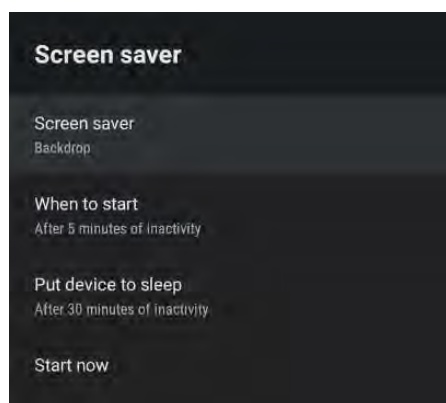 Screen saver
Screen saver
Backdrop
When to start
After 5 minutes of inactivity
Put device to sleep
After 30 minutes of inactivity
Start now